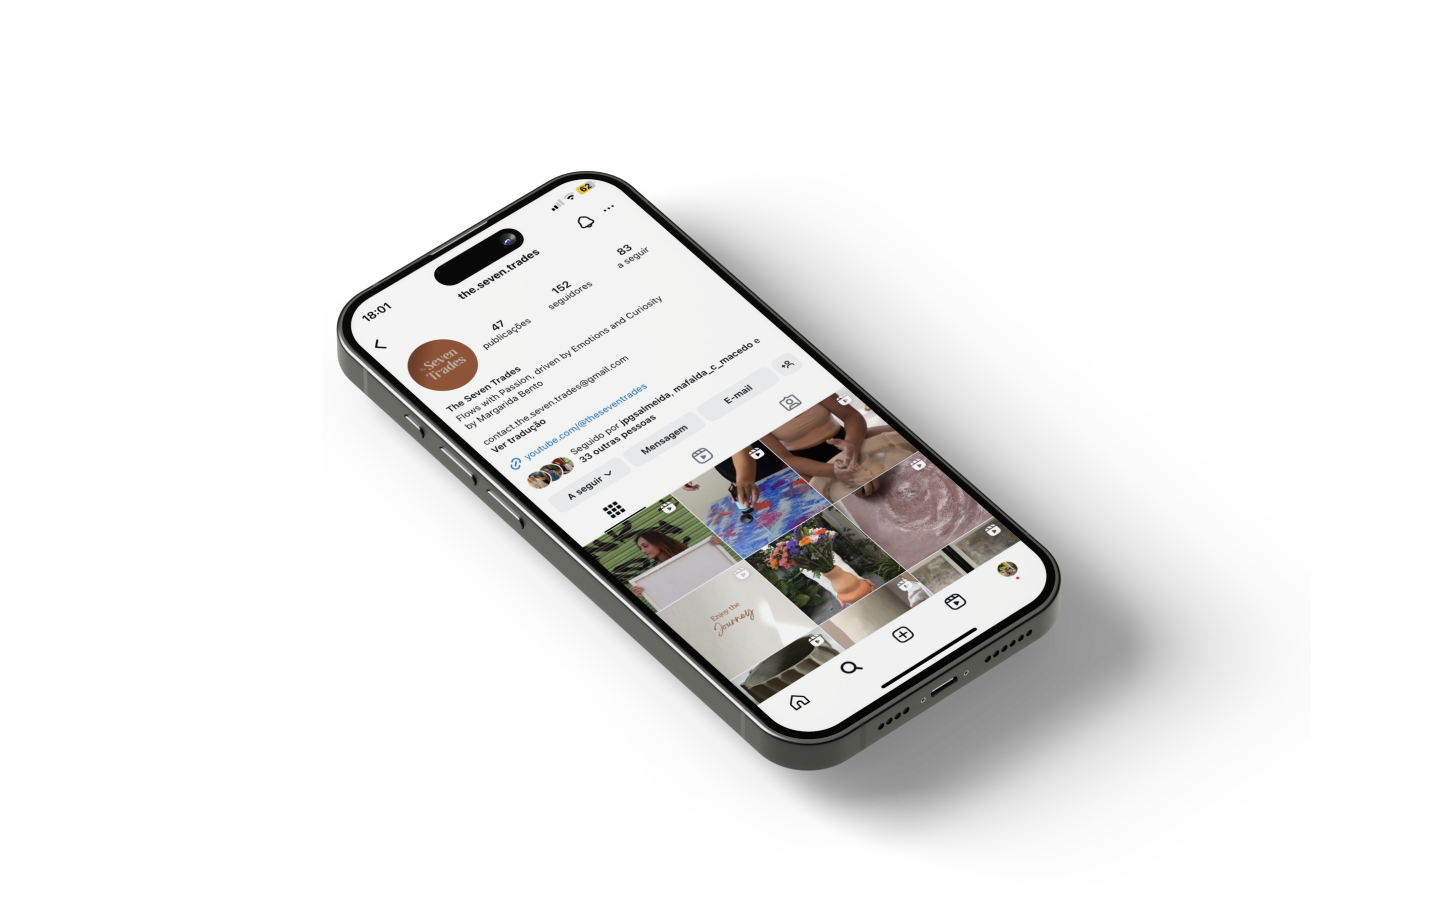 18:01
62
the.seven.trades
Seven
Trades
47
publicações
152
seguidores
83
a seguir
The Seven Trades
Flows with Passion, driven by Emotions and Curiosity
by Margarida Bento
contact.the.seven.trades@gmail.com
Ver tradução
youtube.com/@theseventrades
Seguido por jpgsalmeida, mafalda_c_macedo e
33 outras pessoas
A seguir
Mensagem
E-mail
Enjoy the
Journey